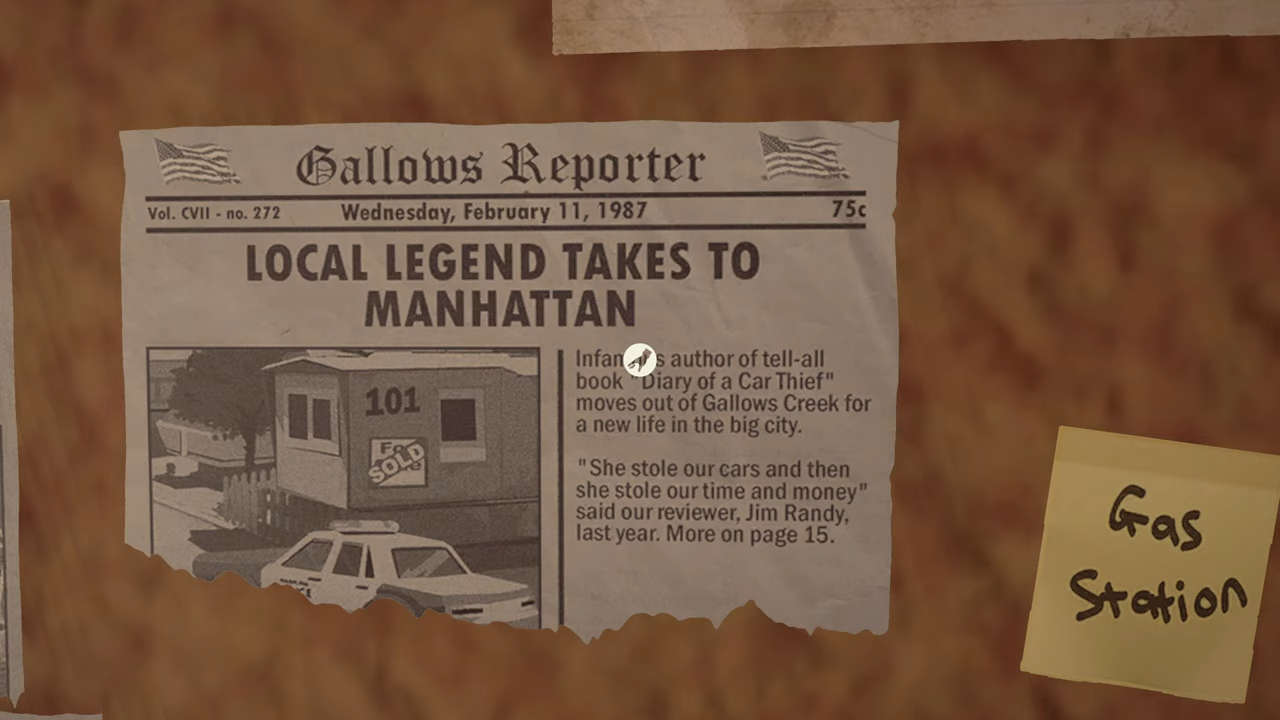 Gallows Reporter
Vol. CVII - no. 272 Wednesday, February 11, 1987 75c
LOCAL LEGEND TAKES TO
MANHATTAN
101
SOLD
Infam s author of tell-all
book "Diary of a Car Thief"
moves out of Gallows Creek for
a new life in the big city.
"She stole our cars and then
she stole our time and money"
said our reviewer, Jim Randy,
last year. More on page 15.
Gas
Station